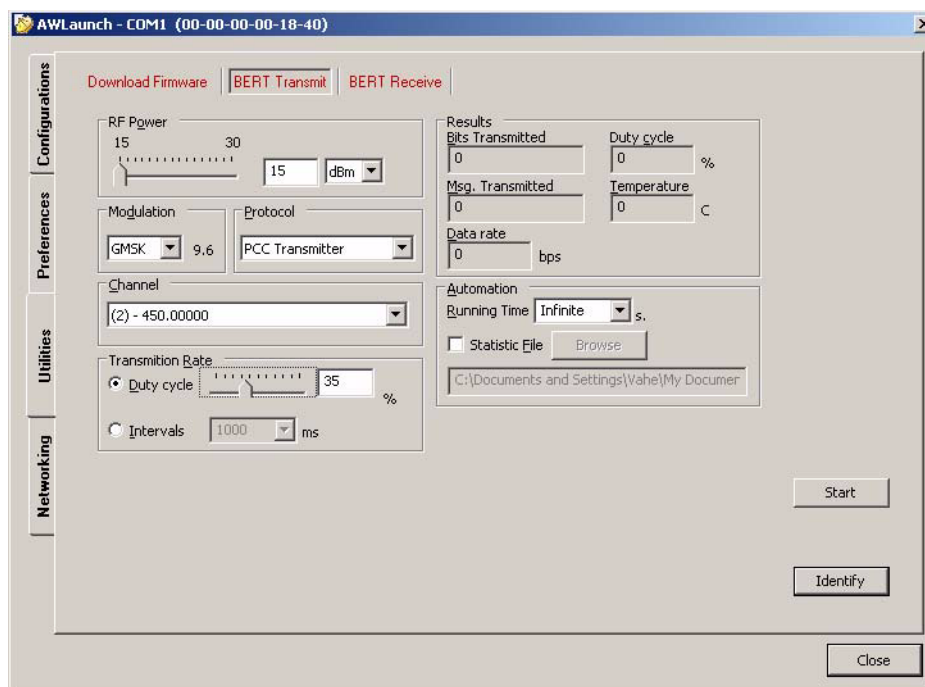 AWLaunch - COM1 (00-00-00-00-18-40)
Configurations
Preferences
Utilities
Networking
Download Firmware
BERT Transmit
BERT Receive
RF Power
15 30
15 dBm
Modulation
GMSK 9.6
Protocol
PCC Transmitter
Channel
(2) - 450.00000
Transmition Rate
Duty cycle 35 %
Intervals 1000 ms
Results
Bits Transmitted
0
Duty cycle
0 %
Msg. Transmitted
0
Temperature
0 C
Data rate
0 bps
Automation
Running Time Infinite s.
Statistic File Browse
C:\Documents and Settings\Vahe\My Documer
Start
Identify
Close